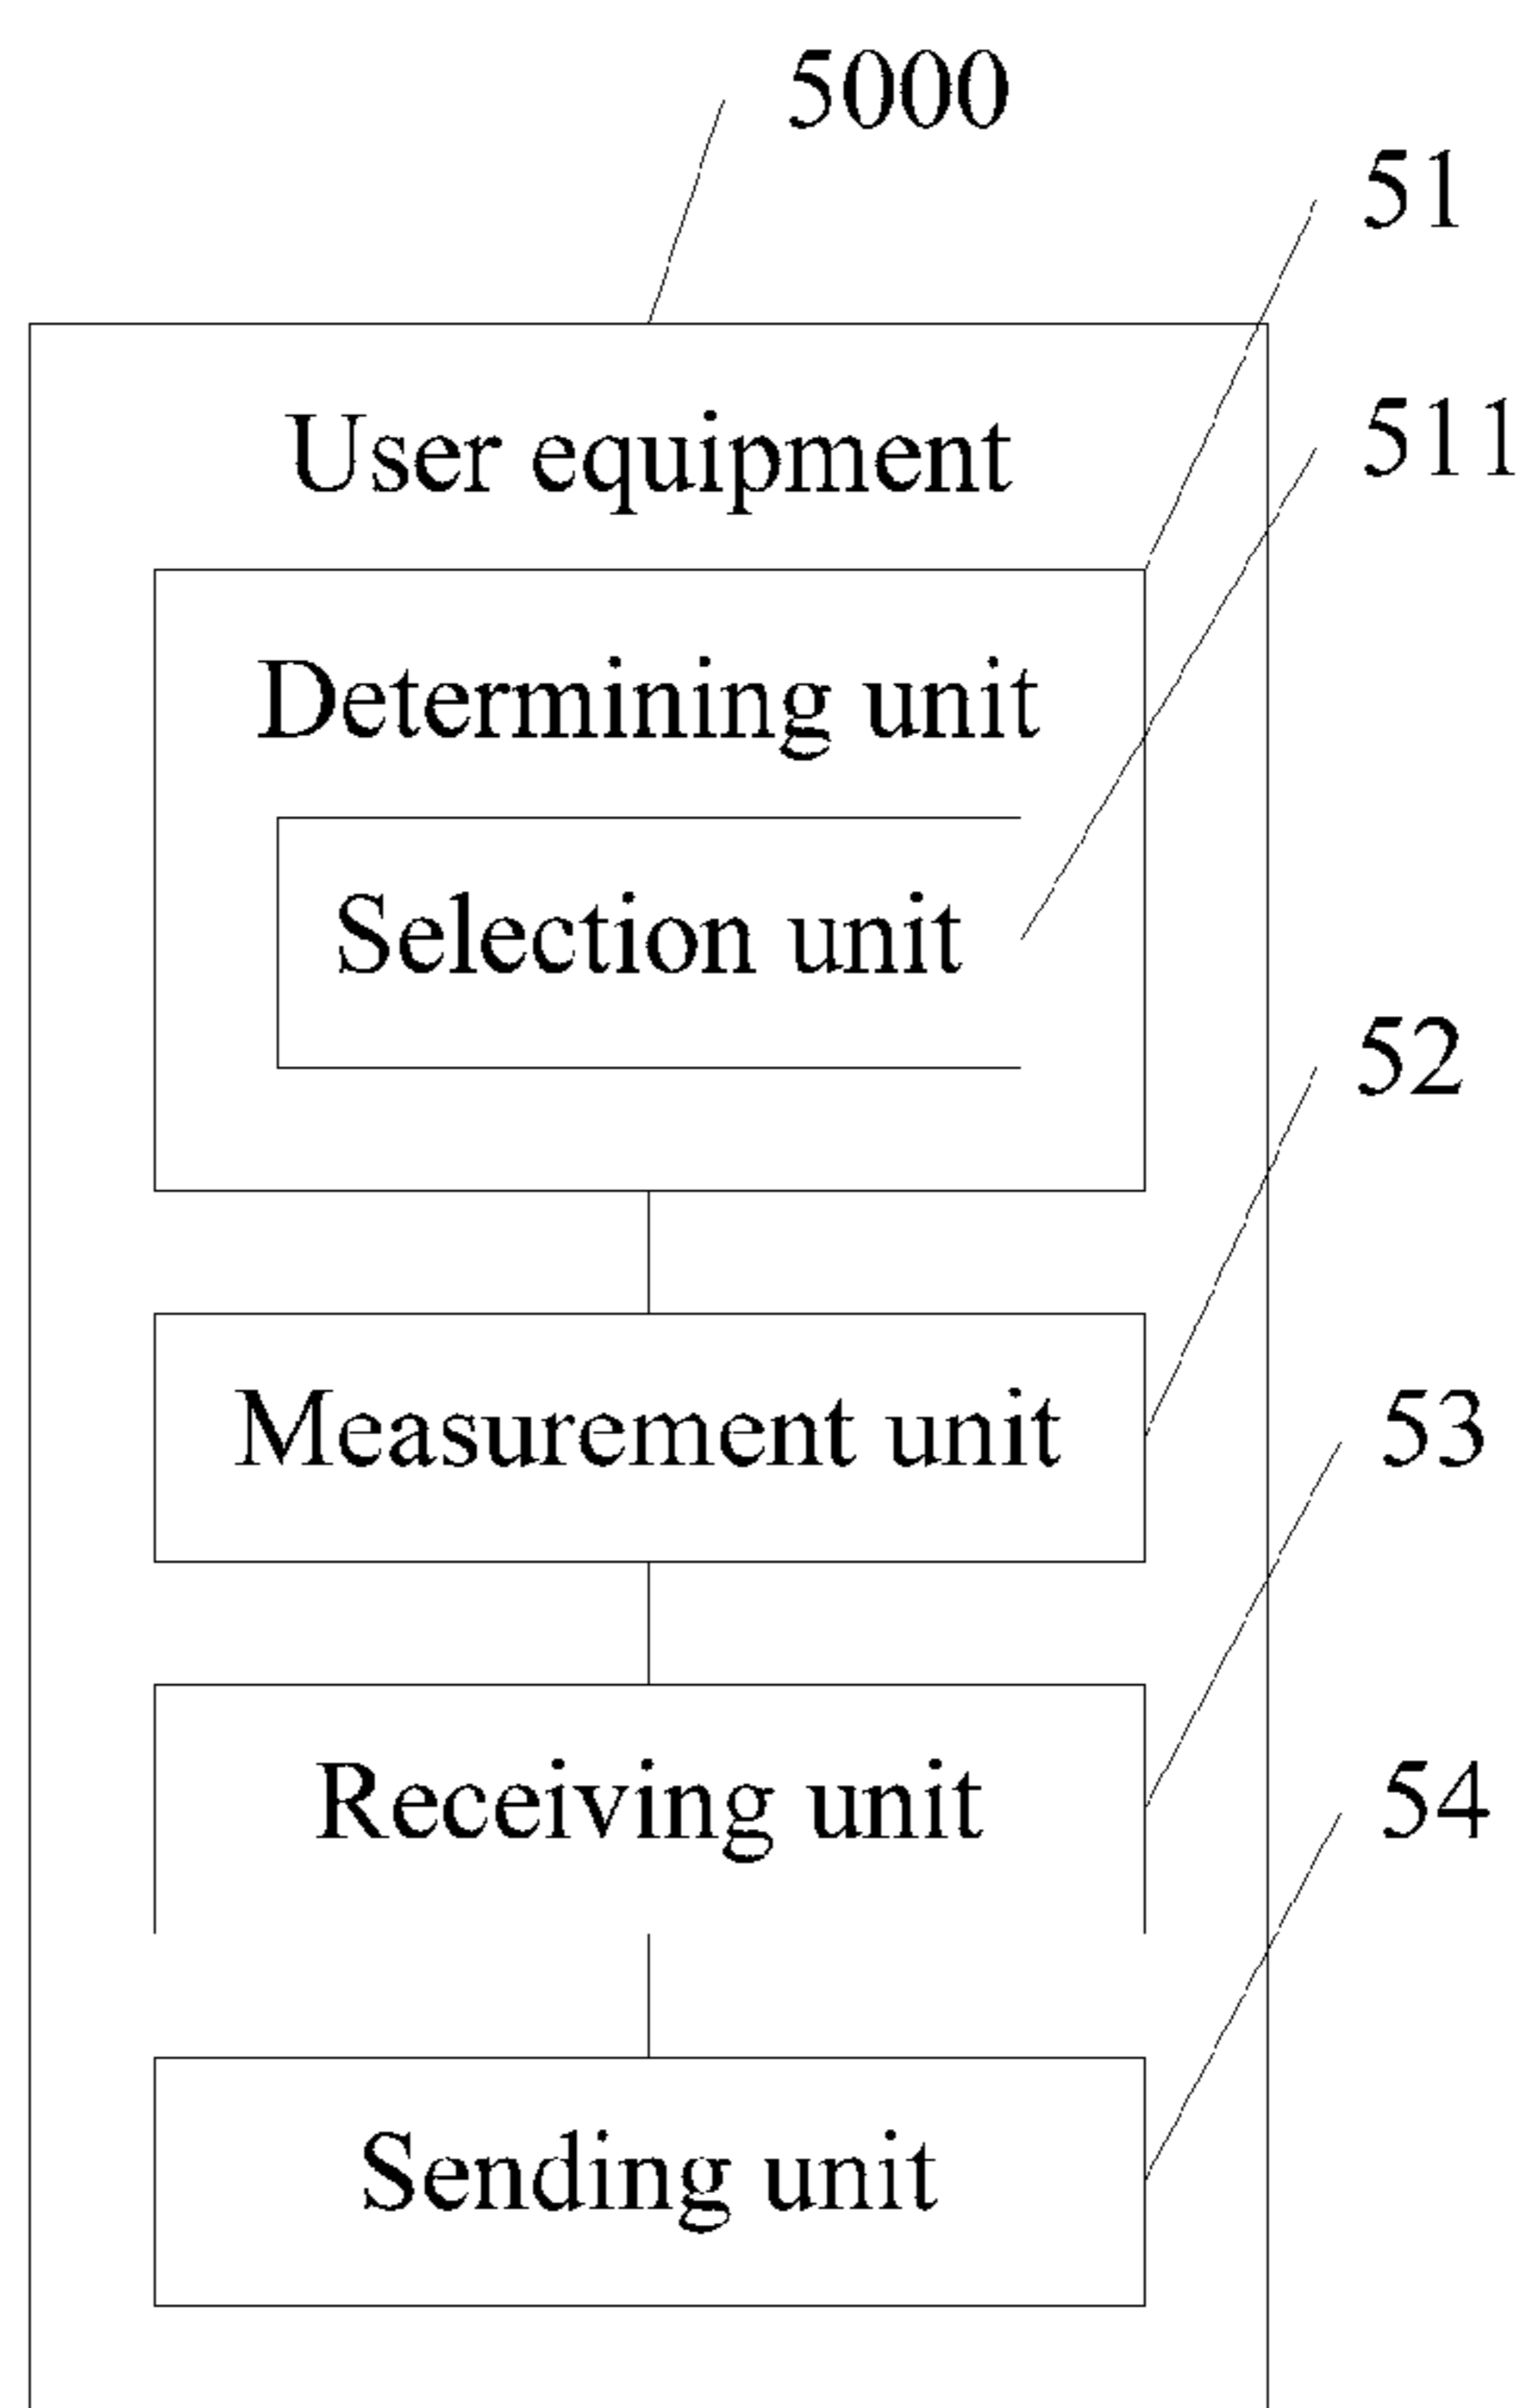 5000
51
User equipment
511
Determining unit
Selection unit
52
Measurement unit
53
Receiving unit
54
Sending unit